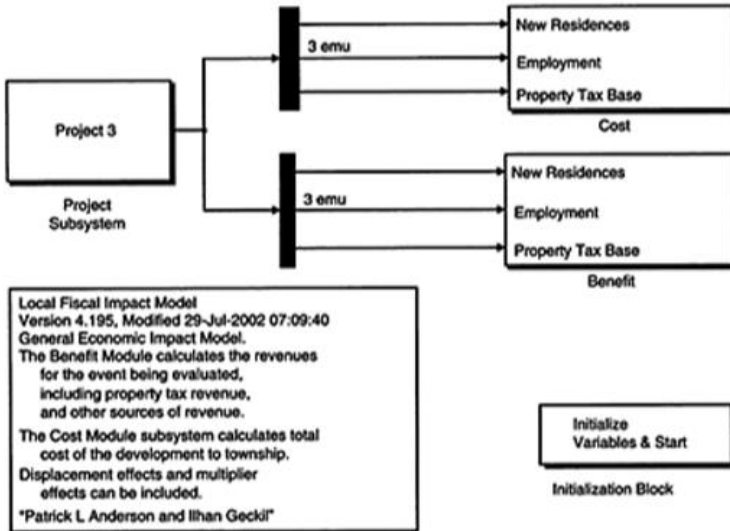 New Residences
3 emu
Employment
Property Tax Base
Cost
Project 3
Project
Subsystem
New Residences
3 emu
Employment
Property Tax Base
Benefit
Local Fiscal Impact Model
Version 4.195, Modified 29-Jul-2002 07:09:40
General Economic Impact Model.
The Benefit Module calculates the revenues
for the event being evaluated,
including property tax revenue,
and other sources of revenue.
The Cost Module subsystem calculates total
cost of the development to township.
Displacement effects and multiplier
effects can be included.
"Patrick L Anderson and Ilhan Geckil"
Initialize
Variables & Start
Initialization Block